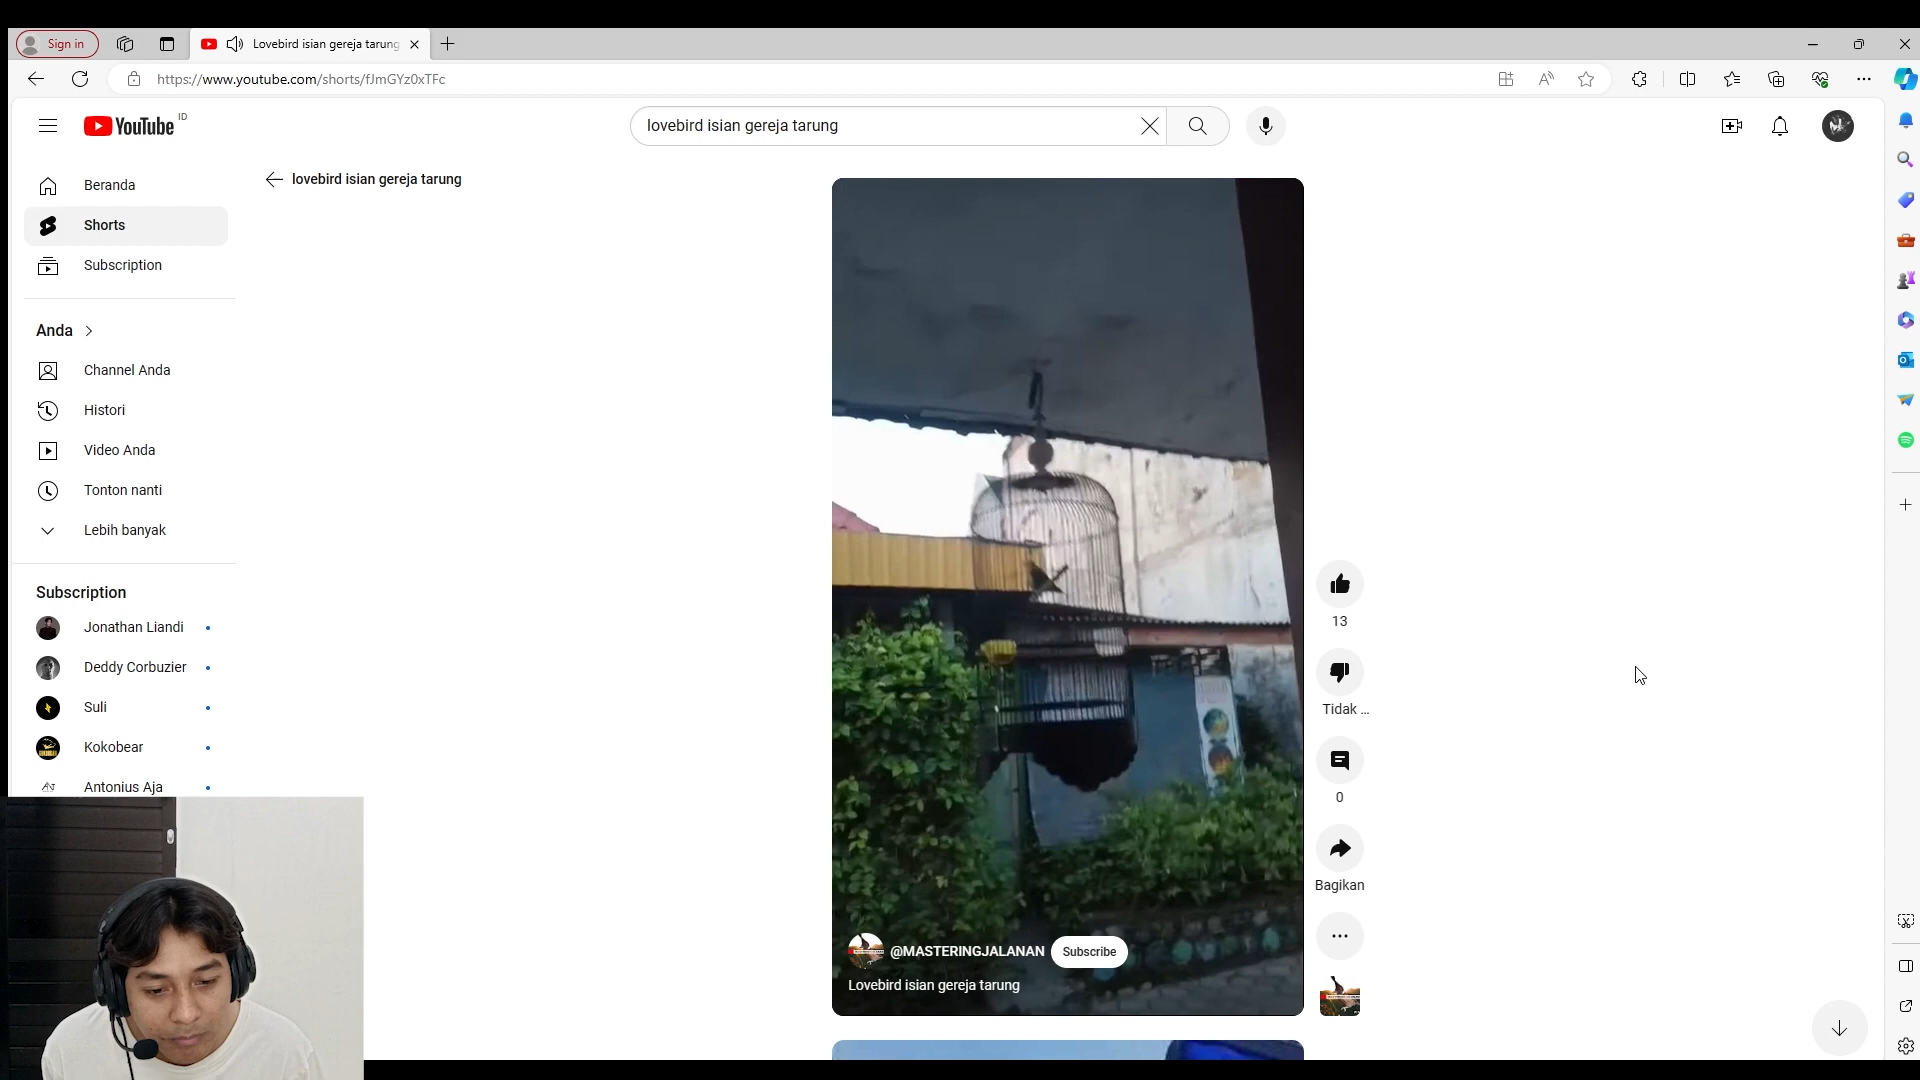 Sign in
Lovebird isian gereja tarung
https://www.youtube.com/shorts/fJmGYz0xTFc
YouTube ID
lovebird isian gereja tarung
lovebird isian gereja tarung
Beranda
Shorts
Subscription
Anda
Channel Anda
Histori
Video Anda
Tonton nanti
Lebih banyak
Subscription
Jonathan Liandi
Deddy Corbuzier
Suli
Kokobear
Antonius Aja
13
Tidak ...
0
Bagikan
@MASTERINGJALANAN
Subscribe
Lovebird isian gereja tarung